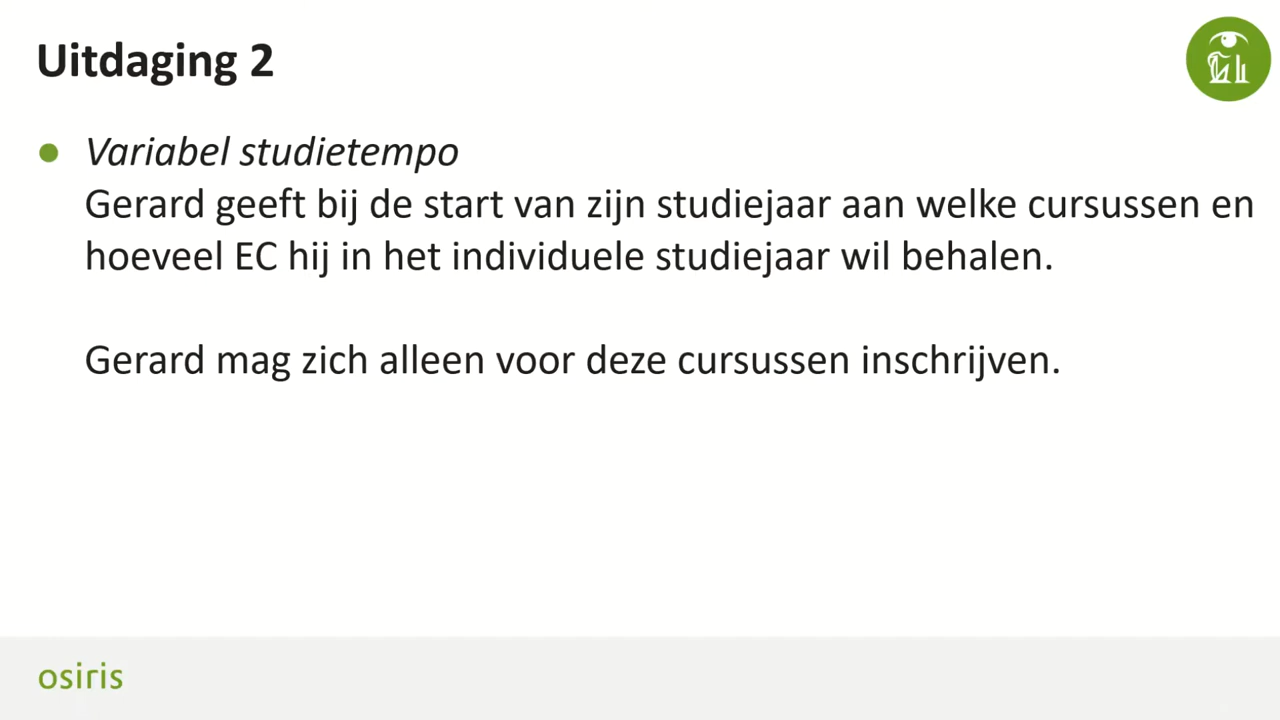 Uitdaging 2
Variabel studietempo
Gerard geeft bij de start van zijn studiejaar aan welke cursussen en
hoeveel EC hij in het individuele studiejaar wil behalen.
Gerard mag zich alleen voor deze cursussen inschrijven.
osiris